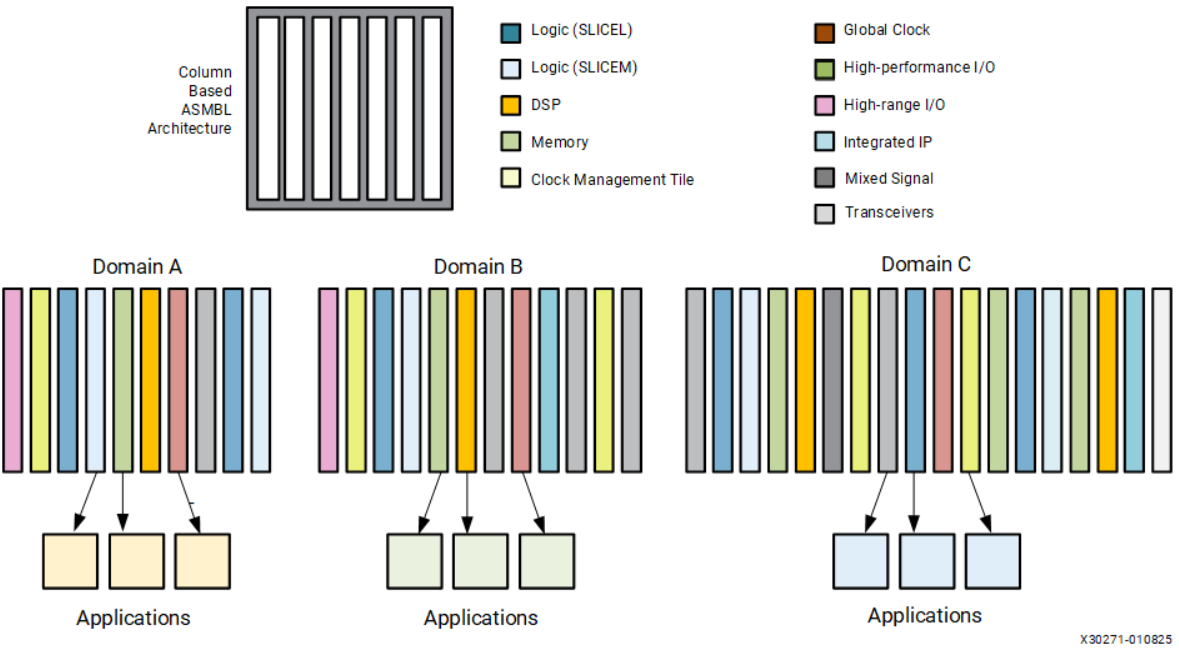 Column
Based
ASMBL
Architecture
Logic (SLICEL)
Logic (SLICEM)
DSP
Memory
Clock Management Tile
Global Clock
High-performance I/O
High-range I/O
Integrated IP
Mixed Signal
Transceivers
Domain A
Domain B
Domain C
Applications
Applications
Applications
X30271-010825